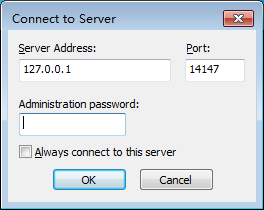 Connect to Server
Server Address: Port:
127.0.0.1 14147
Administration password:
Always connect to this server
OK Cancel